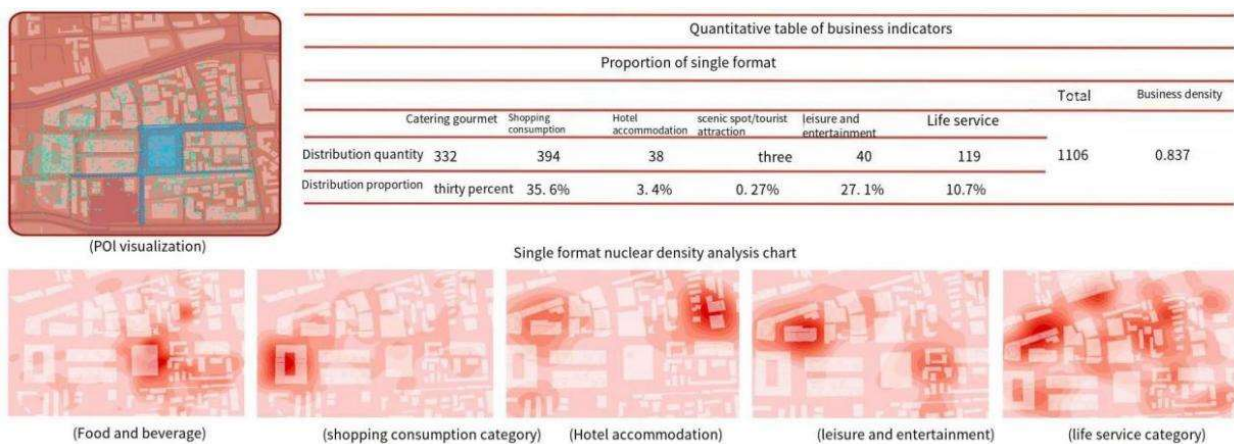 Quantitative table of business indicators
Proportion of single format
Total Business density
Catering gourmet Shopping consumption Hotel accommodation scenic spot/tourist attraction leisure and entertainment Life service
Distribution quantity 332 394 38 three 40 119 1106 0.837
Distribution proportion thirty percent 35.6% 3.4% 0.27% 27.1% 10.7%
(POI visualization)
Single format nuclear density analysis chart
(Food and beverage) (shopping consumption category) (Hotel accommodation) (leisure and entertainment) (life service category)